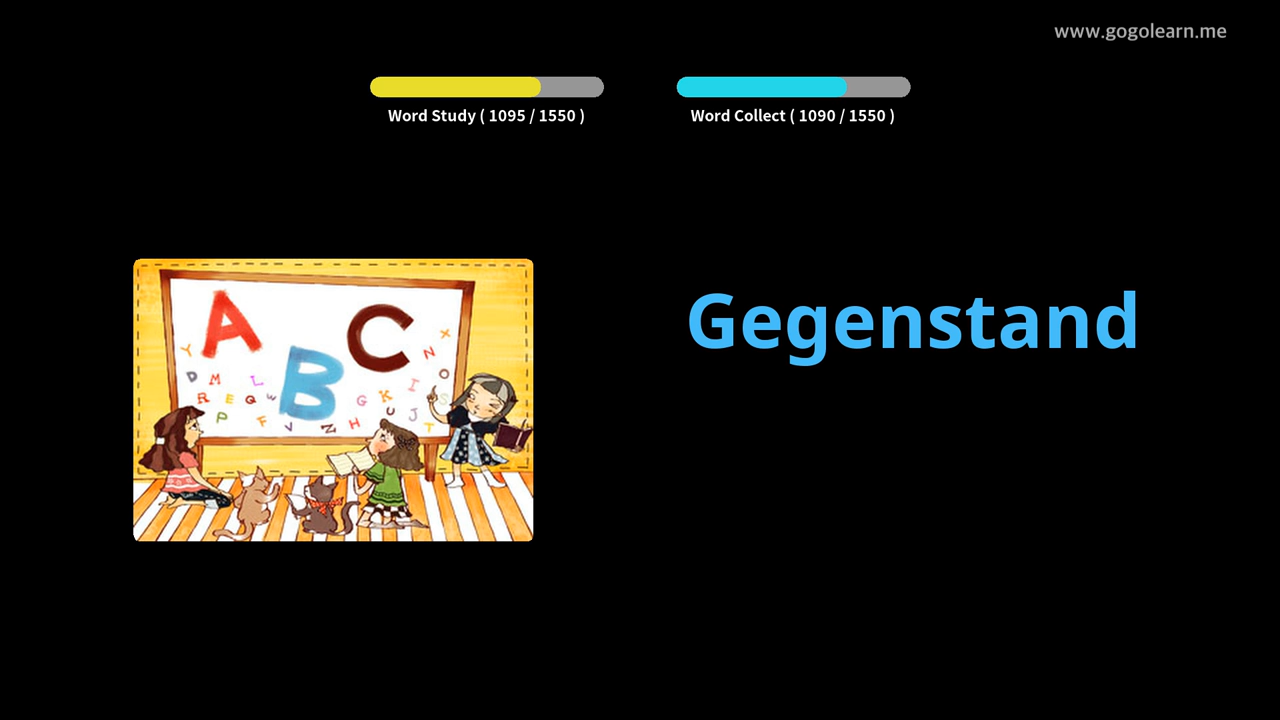 www.gogolearn.me
Word Study ( 1095 / 1550 )
Word Collect ( 1090 / 1550 )
Gegenstand
A
B
C
Y
X
N
D
M
L
O
R
E
Q
W
G
K
I
S
P
F
V
Z
H
U
J
T